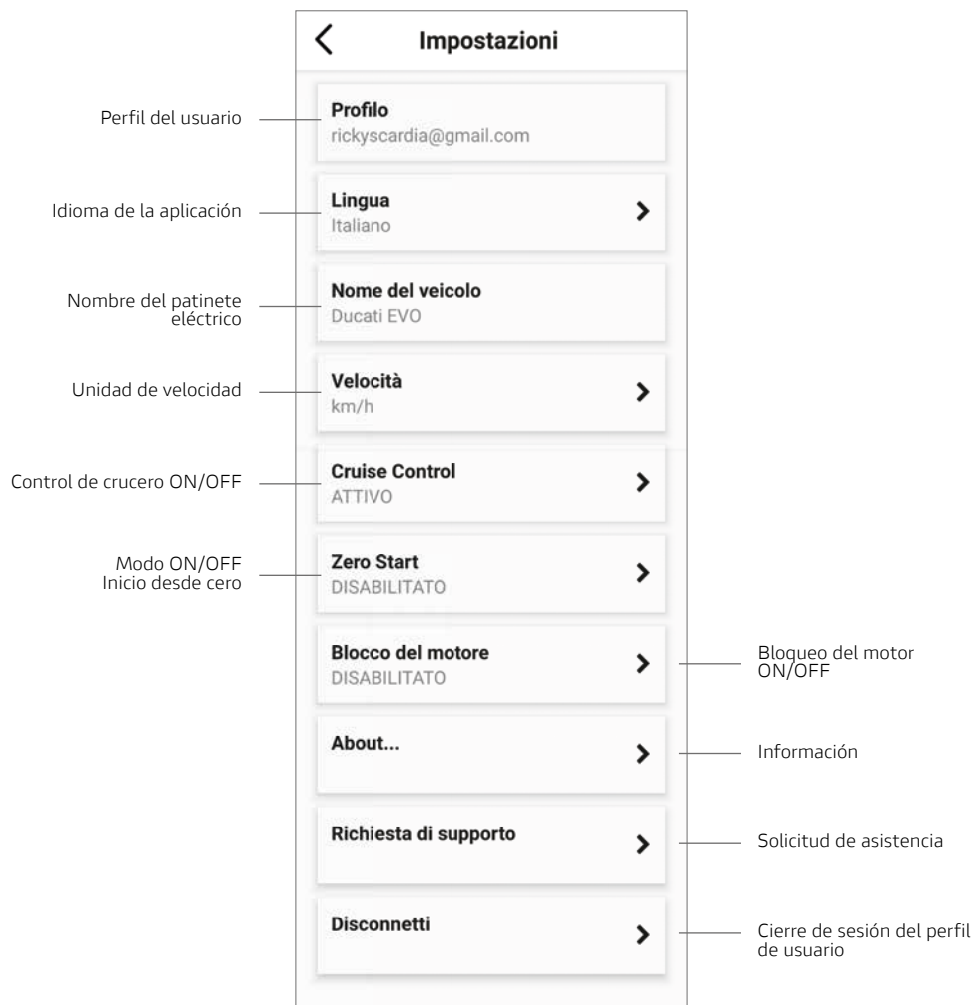 Impostazioni
Perfil del usuario
Profilo
rickyscardia@gmail.com
Idioma de la aplicación
Lingua
Italiano
Nombre del patinete
eléctrico
Nome del veicolo
Ducati EVO
Unidad de velocidad
Velocità
km/h
Control de crucero ON/OFF
Cruise Control
ATTIVO
Modo ON/OFF
Inicio desde cero
Zero Start
DISABILITATO
Blocco del motore
DISABILITATO
Bloqueo del motor
ON/OFF
About...
Información
Richiesta di supporto
Solicitud de asistencia
Disconnetti
Cierre de sesión del perfil
de usuario